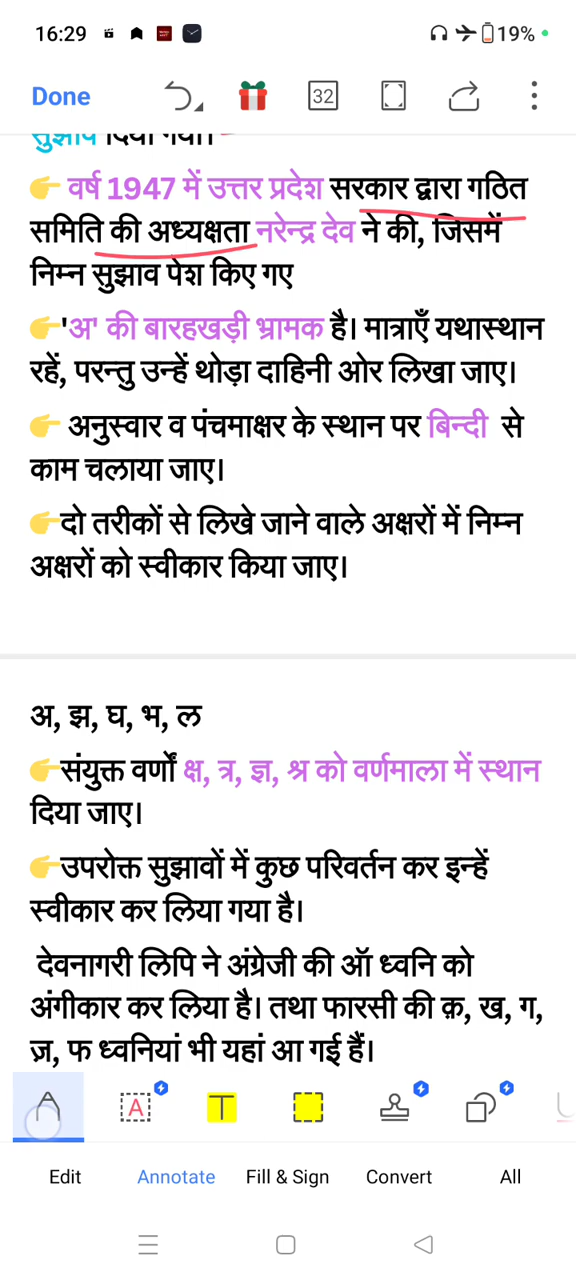 16:29
19%
Done
32
सुझाव दिया गया।
👉 वर्ष 1947 में उत्तर प्रदेश सरकार द्वारा गठित
समिति की अध्यक्षता नरेन्द्र देव ने की, जिसमें
निम्न सुझाव पेश किए गए
👉'अ' की बारहखड़ी भ्रामक है। मात्राएँ यथास्थान
रहें, परन्तु उन्हें थोड़ा दाहिनी ओर लिखा जाए।
👉 अनुस्वार व पंचमाक्षर के स्थान पर बिन्दी से
काम चलाया जाए।
👉दो तरीकों से लिखे जाने वाले अक्षरों में निम्न
अक्षरों को स्वीकार किया जाए।
अ, झ, घ, भ, ल
👉संयुक्त वर्णों क्ष, त्र, ज्ञ, श्र को वर्णमाला में स्थान
दिया जाए।
👉उपरोक्त सुझावों में कुछ परिवर्तन कर इन्हें
स्वीकार कर लिया गया है।
देवनागरी लिपि ने अंग्रेजी की ऑ ध्वनि को
अंगीकार कर लिया है। तथा फारसी की क़, ख, ग,
ज़, फ ध्वनियां भी यहां आ गई हैं।
Edit
Annotate
Fill & Sign
Convert
All